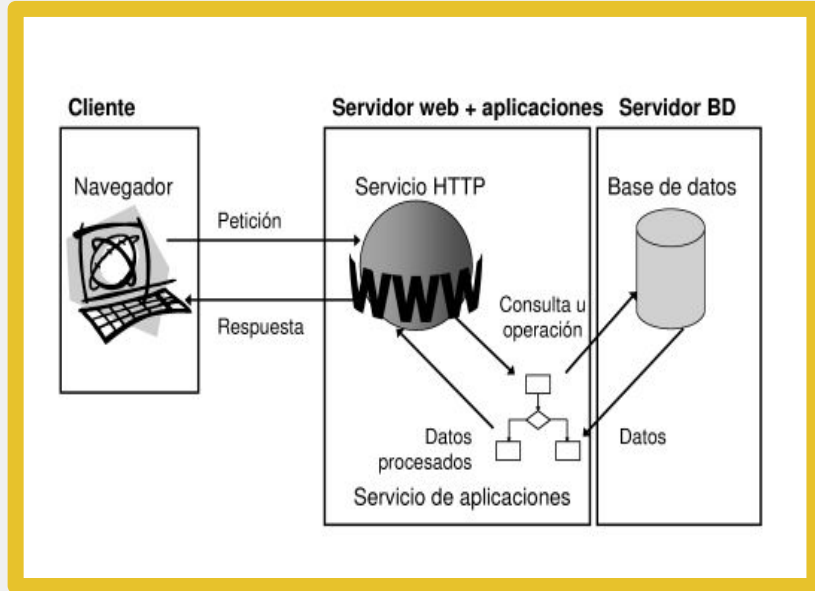 Cliente
Servidor web + aplicaciones
Servidor BD
Navegador
Servicio HTTP
Base de datos
Petición
WWW
Respuesta
Consulta u
operación
Datos
procesados
Datos
Servicio de aplicaciones